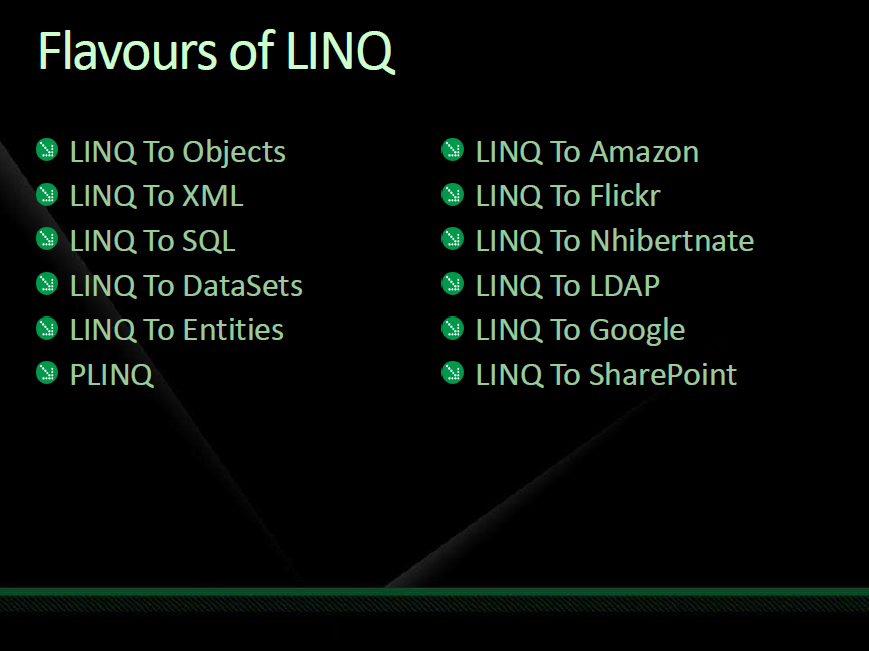 Flavours of LINQ
LINQ To Objects
LINQ To XML
LINQ To SQL
LINQ To DataSets
LINQ To Entities
PLINQ
LINQ To Amazon
LINQ To Flickr
LINQ To Nhibertnate
LINQ To LDAP
LINQ To Google
LINQ To SharePoint